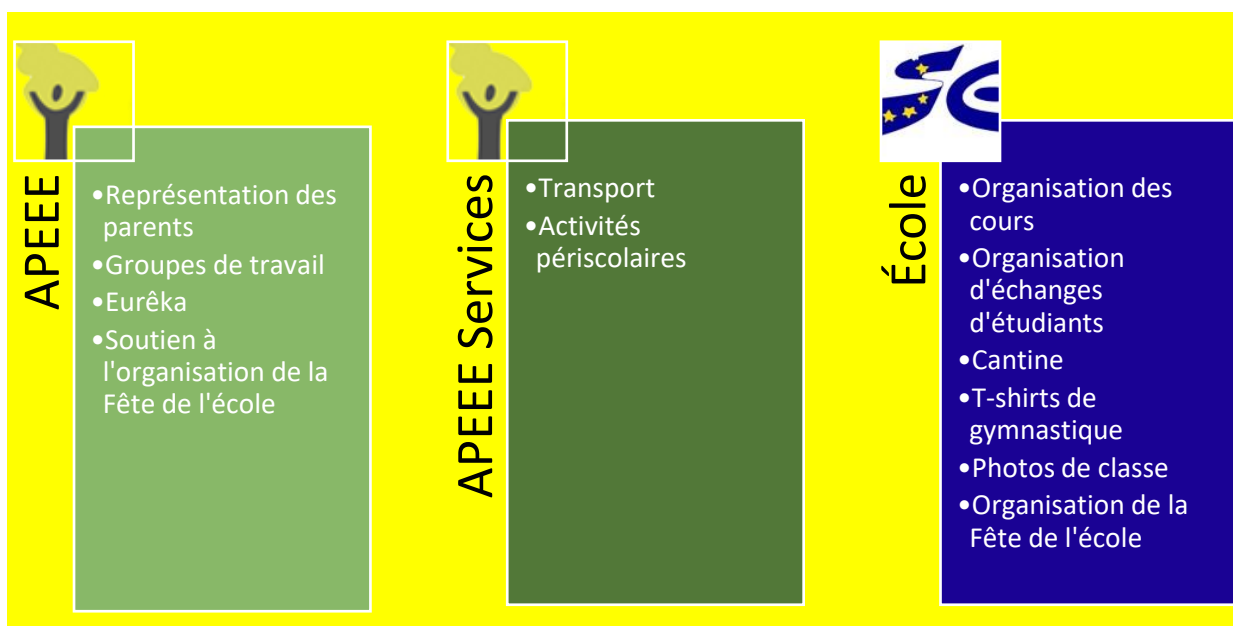 APEEE
•Représentation des
parents
•Groupes de travail
•Eurêka
•Soutien à
l'organisation de la
Fête de l'école
APEEE Services
•Transport
•Activités
périscolaires
École
•Organisation des
cours
•Organisation
d'échanges
d'étudiants
•Cantine
•T-shirts de
gymnastique
•Photos de classe
•Organisation de la
Fête de l'école